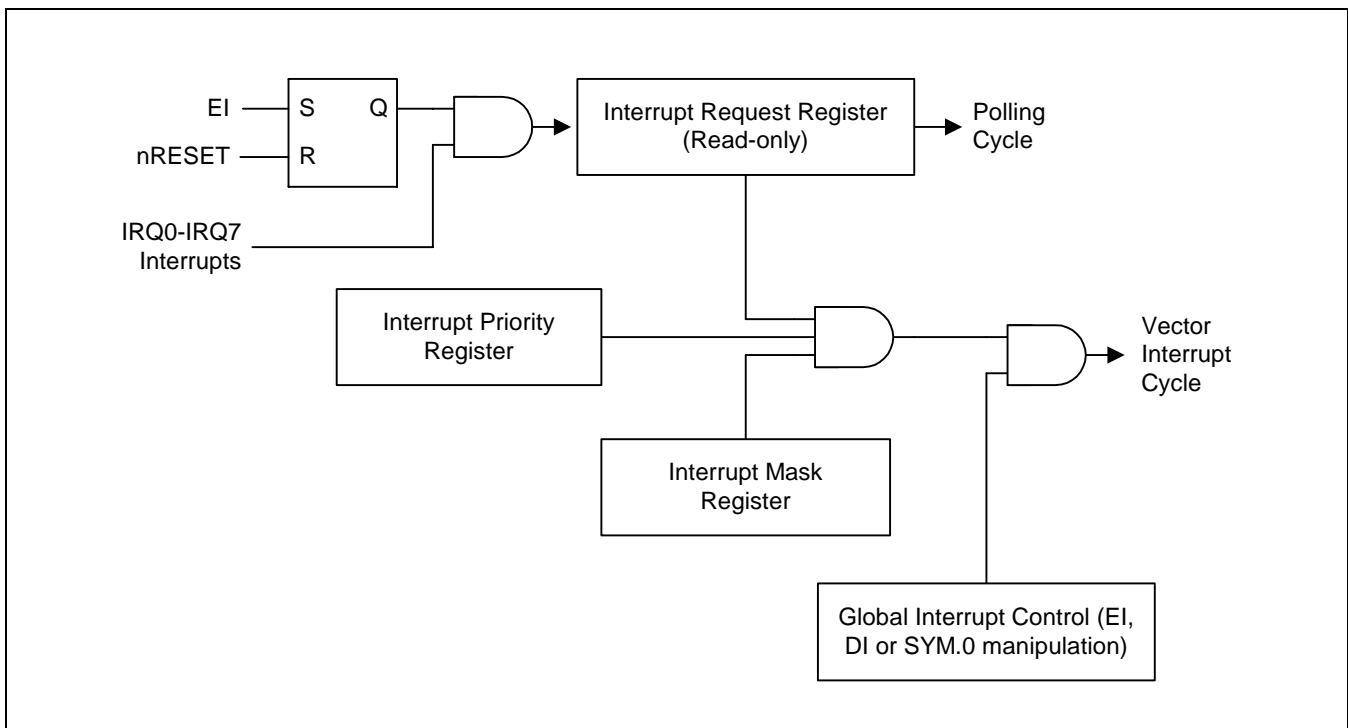 EI
S
Q
nRESET
R
IRQ0-IRQ7
Interrupts
Interrupt Request Register
(Read-only)
Polling
Cycle
Interrupt Priority
Register
Vector
Interrupt
Cycle
Interrupt Mask
Register
Global Interrupt Control (EI,
DI or SYM.0 manipulation)